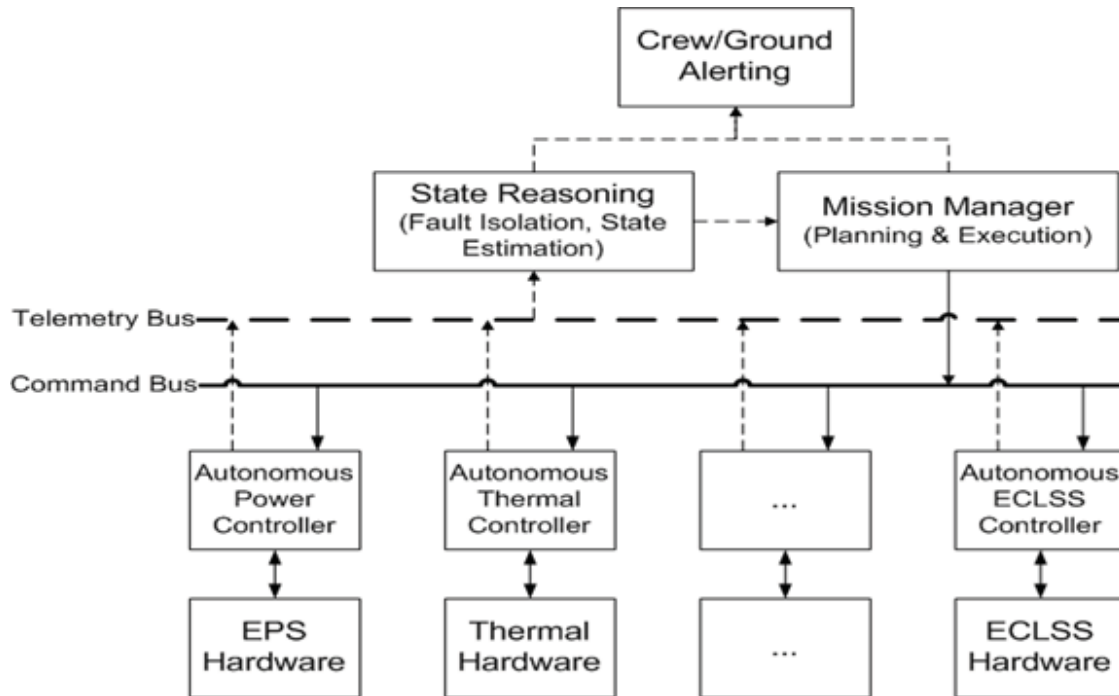 Crew/Ground
Alerting
State Reasoning
(Fault Isolation, State
Estimation)
Mission Manager
(Planning & Execution)
Telemetry Bus
Command Bus
Autonomous
Power
Controller
Autonomous
Thermal
Controller
...
Autonomous
ECLSS
Controller
EPS
Hardware
Thermal
Hardware
...
ECLSS
Hardware